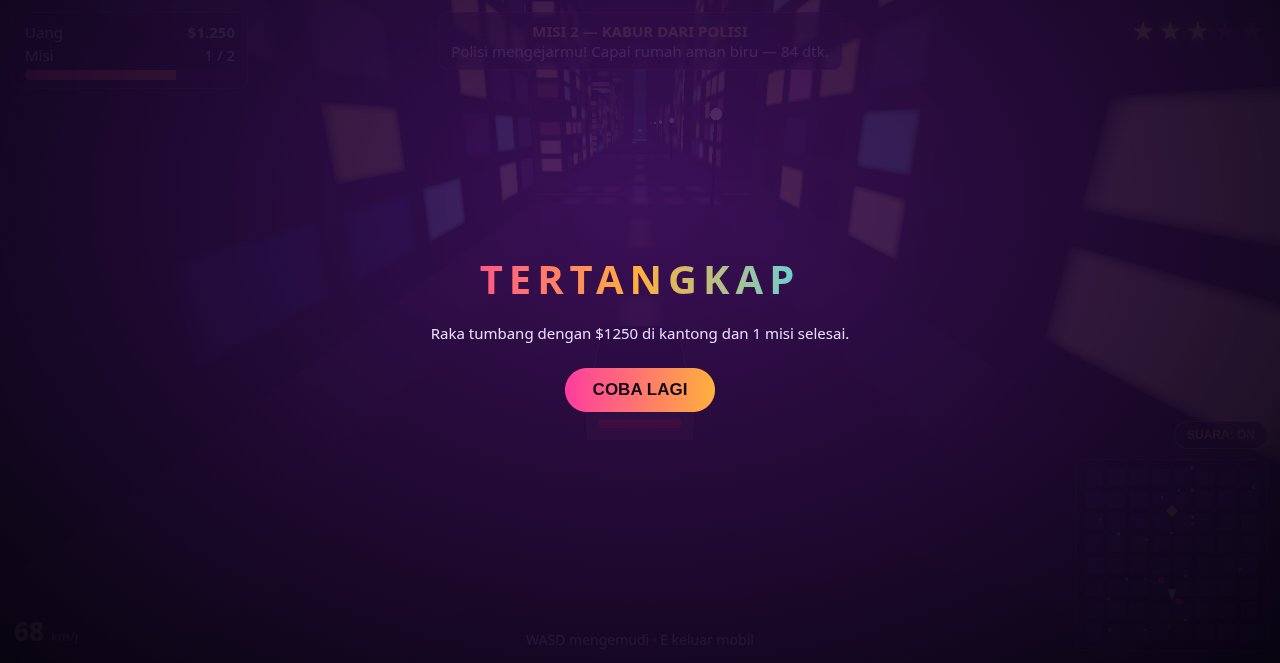 Uang $1.250
Misi 1 / 2
MISI 2 — KABUR DARI POLISI
Polisi mengejarmu! Capai rumah aman biru — 84 dtk.
TERTANGKAP
Raka tumbang dengan $1250 di kantong dan 1 misi selesai.
COBA LAGI
SUARA: ON
68 km/j
WASD mengemudi · E keluar mobil